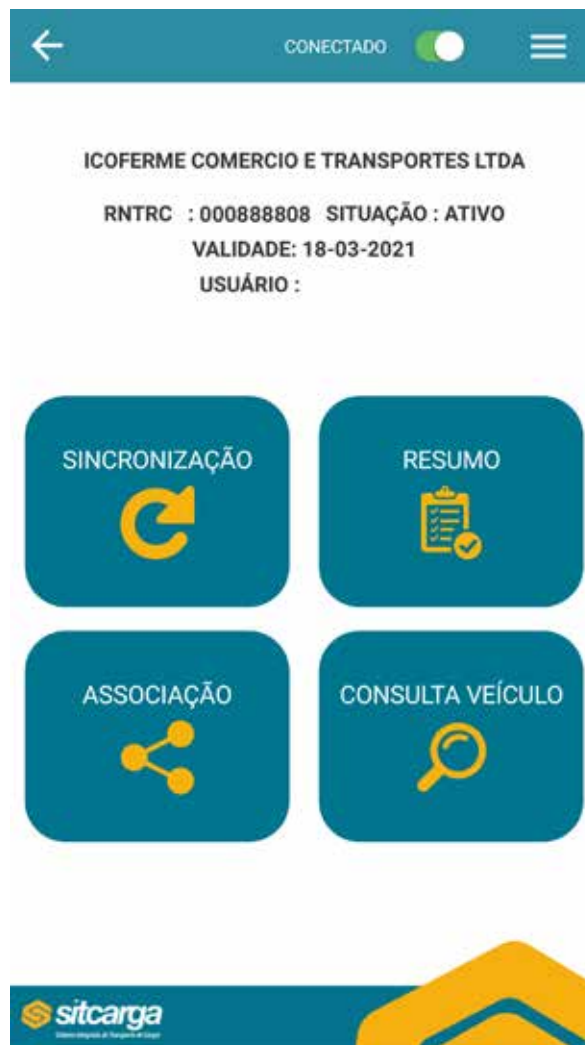 CONECTADO
ICOFERME COMERCIO E TRANSPORTES LTDA
RNTRC : 000888808 SITUAÇÃO : ATIVO
VALIDADE: 18-03-2021
USUÁRIO :
SINCRONIZAÇÃO
RESUMO
ASSOCIAÇÃO
CONSULTA VEÍCULO
sitcarga